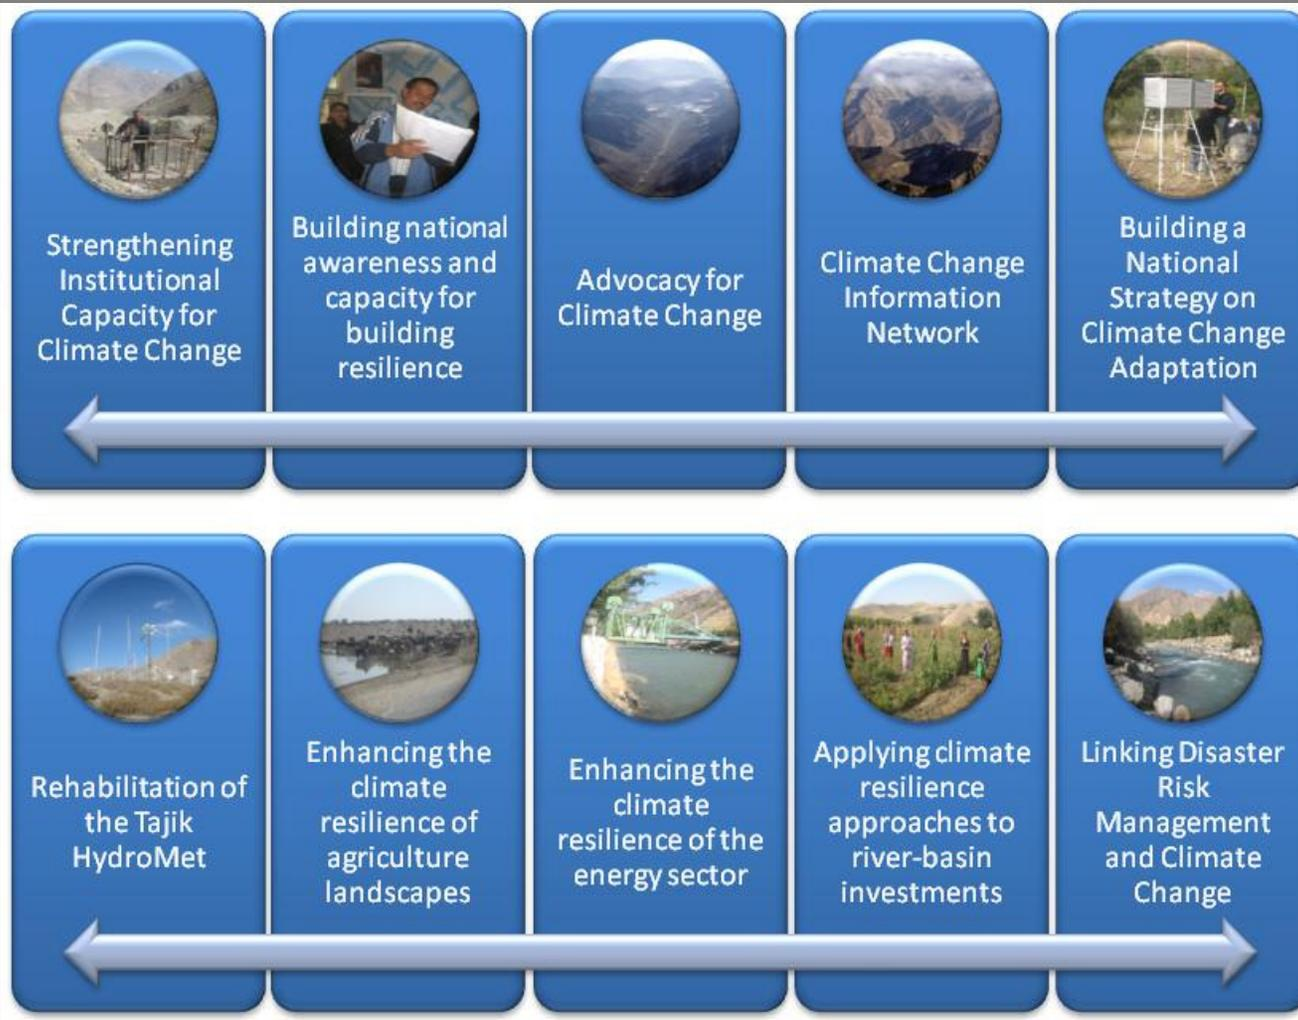 Strengthening
Institutional
Capacity for
Climate Change
Building national
awareness and
capacity for
building
resilience
Advocacy for
Climate Change
Climate Change
Information
Network
Building a
National
Strategy on
Climate Change
Adaptation
Rehabilitation of
the Tajik
HydroMet
Enhancing the
climate
resilience of
agriculture
landscapes
Enhancing the
climate
resilience of the
energy sector
Applying climate
resilience
approaches to
river-basin
investments
Linking Disaster
Risk
Management
and Climate
Change